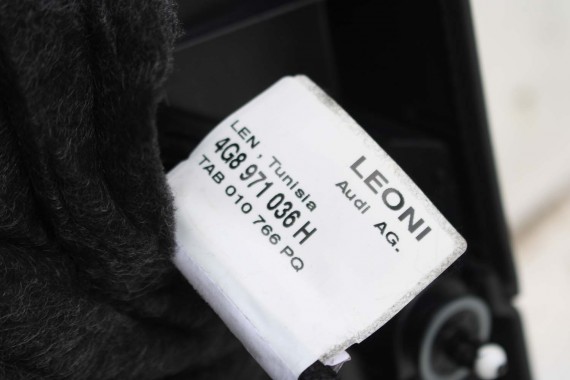 LEONI
Audi AG.
LEN , Tunisia
4G8 971 036 H
TAB 010 766 PQ